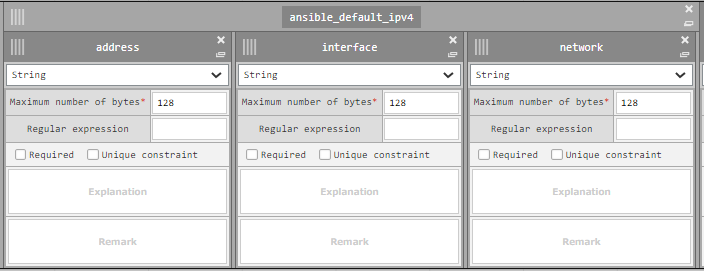 ansible_default_ipv4
address interface network
String String String
Maximum number of bytes* 128 Maximum number of bytes* 128 Maximum number of bytes* 128
Regular expression Regular expression Regular expression
Required Unique constraint Required Unique constraint Required Unique constraint
Explanation Explanation Explanation
Remark Remark Remark